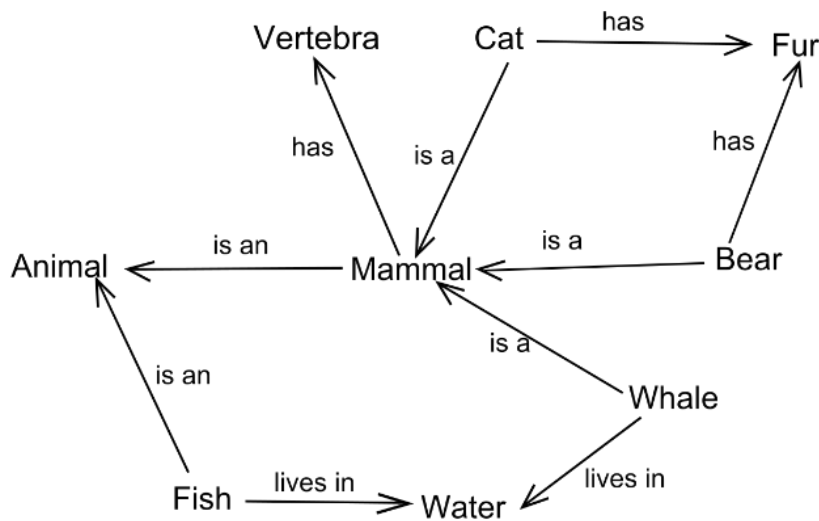 Vertebra
Cat
has
Fur
has
is a
has
Animal
is an
Mammal
is a
Bear
is an
is a
Whale
Fish
lives in
Water
lives in